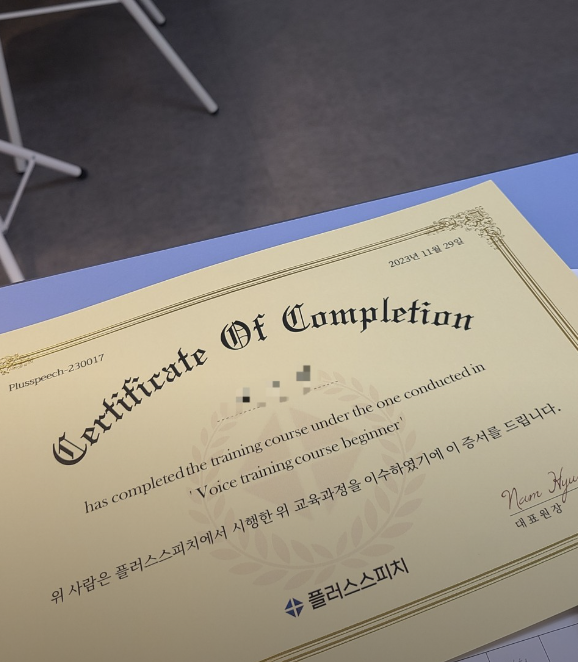 2023년 11월 29일
Plusspeech-230017
Certificate Of Completion
has completed the training course under the one conducted in
' Voice training course beginner'
위 사람은 플러스스피치에서 시행한 위 교육과정을 이수하였기에 이 증서를 드립니다.
Nam Hyu
대표원장
플러스스피치